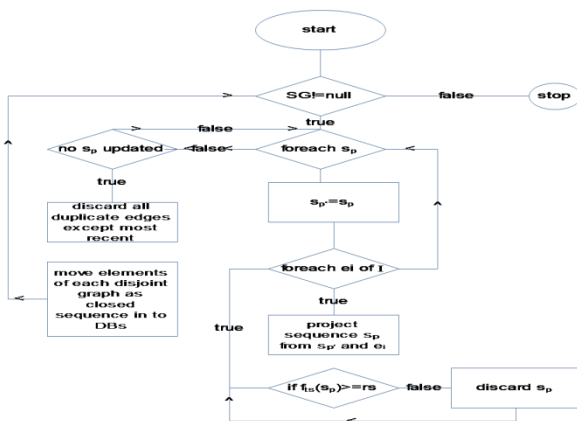 start
SG!=null
false
stop
true
false
no sp updated
false
foreach sp
true
discard all
duplicate edges
except most
recent
sp'=sp
move elements
of each disjoint
graph as
closed
sequence in to
DBs
foreach ei of I
true
true
project
sequence sp
from sp' and ei
if fts(sp)>=rs
false
discard sp